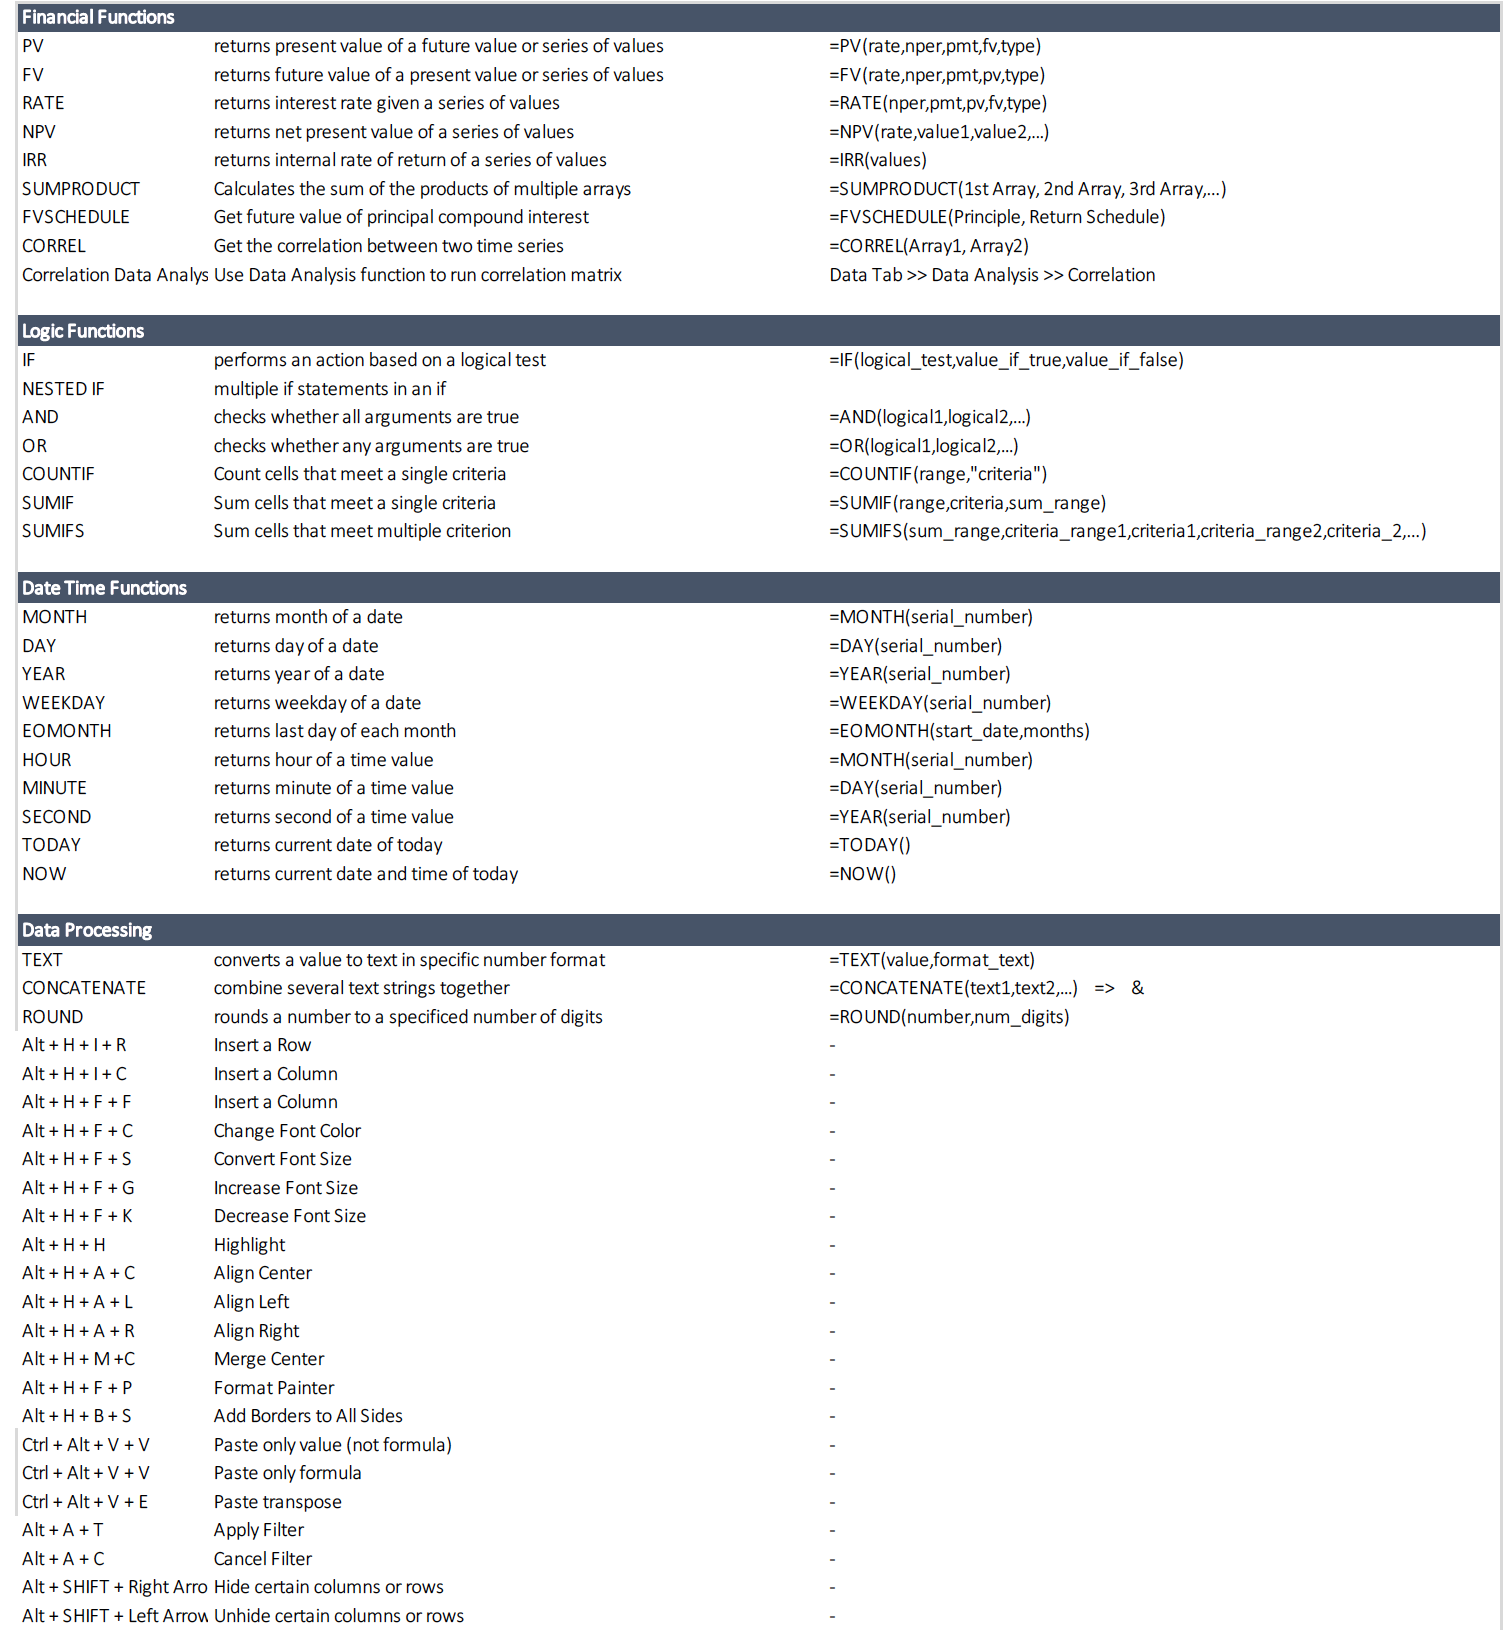 Financial Functions
PV returns present value of a future value or series of values =PV(rate,nper,pmt,fv,type)
FV returns future value of a present value or series of values =FV(rate,nper,pmt,pv,type)
RATE returns interest rate given a series of values =RATE(nper,pmt,pv,fv,type)
NPV returns net present value of a series of values =NPV(rate,value1,value2,...)
IRR returns internal rate of return of a series of values =IRR(values)
SUMPRODUCT Calculates the sum of the products of multiple arrays =SUMPRODUCT(1st Array, 2nd Array, 3rd Array,...)
FVSCHEDULE Get future value of principal compound interest =FVSCHEDULE(Principle, Return Schedule)
CORREL Get the correlation between two time series =CORREL(Array1, Array2)
Correlation Data Analys Use Data Analysis function to run correlation matrix Data Tab >> Data Analysis >> Correlation
Logic Functions
IF performs an action based on a logical test =IF(logical_test,value_if_true,value_if_false)
NESTED IF multiple if statements in an if
AND checks whether all arguments are true =AND(logical1,logical2,...)
OR checks whether any arguments are true =OR(logical1,logical2,...)
COUNTIF Count cells that meet a single criteria =COUNTIF(range,"criteria")
SUMIF Sum cells that meet a single criteria =SUMIF(range,criteria,sum_range)
SUMIFS Sum cells that meet multiple criterion =SUMIFS(sum_range,criteria_range1,criteria1,criteria_range2,criteria_2,...)
Date Time Functions
MONTH returns month of a date =MONTH(serial_number)
DAY returns day of a date =DAY(serial_number)
YEAR returns year of a date =YEAR(serial_number)
WEEKDAY returns weekday of a date =WEEKDAY(serial_number)
EOMONTH returns last day of each month =EOMONTH(start_date,months)
HOUR returns hour of a time value =MONTH(serial_number)
MINUTE returns minute of a time value =DAY(serial_number)
SECOND returns second of a time value =YEAR(serial_number)
TODAY returns current date of today =TODAY()
NOW returns current date and time of today =NOW()
Data Processing
TEXT converts a value to text in specific number format =TEXT(value,format_text)
CONCATENATE combine several text strings together =CONCATENATE(text1,text2,...) => &
ROUND rounds a number to a specificed number of digits =ROUND(number,num_digits)
Alt + H + I + R Insert a Row -
Alt + H + I + C Insert a Column -
Alt + H + F + F Insert a Column -
Alt + H + F + C Change Font Color -
Alt + H + F + S Convert Font Size -
Alt + H + F + G Increase Font Size -
Alt + H + F + K Decrease Font Size -
Alt + H + H Highlight -
Alt + H + A + C Align Center -
Alt + H + A + L Align Left -
Alt + H + A + R Align Right -
Alt + H + M +C Merge Center -
Alt + H + F + P Format Painter -
Alt + H + B + S Add Borders to All Sides -
Ctrl + Alt + V + V Paste only value (not formula) -
Ctrl + Alt + V + V Paste only formula -
Ctrl + Alt + V + E Paste transpose -
Alt + A + T Apply Filter -
Alt + A + C Cancel Filter -
Alt + SHIFT + Right Arro Hide certain columns or rows -
Alt + SHIFT + Left Arrow Unhide certain columns or rows -